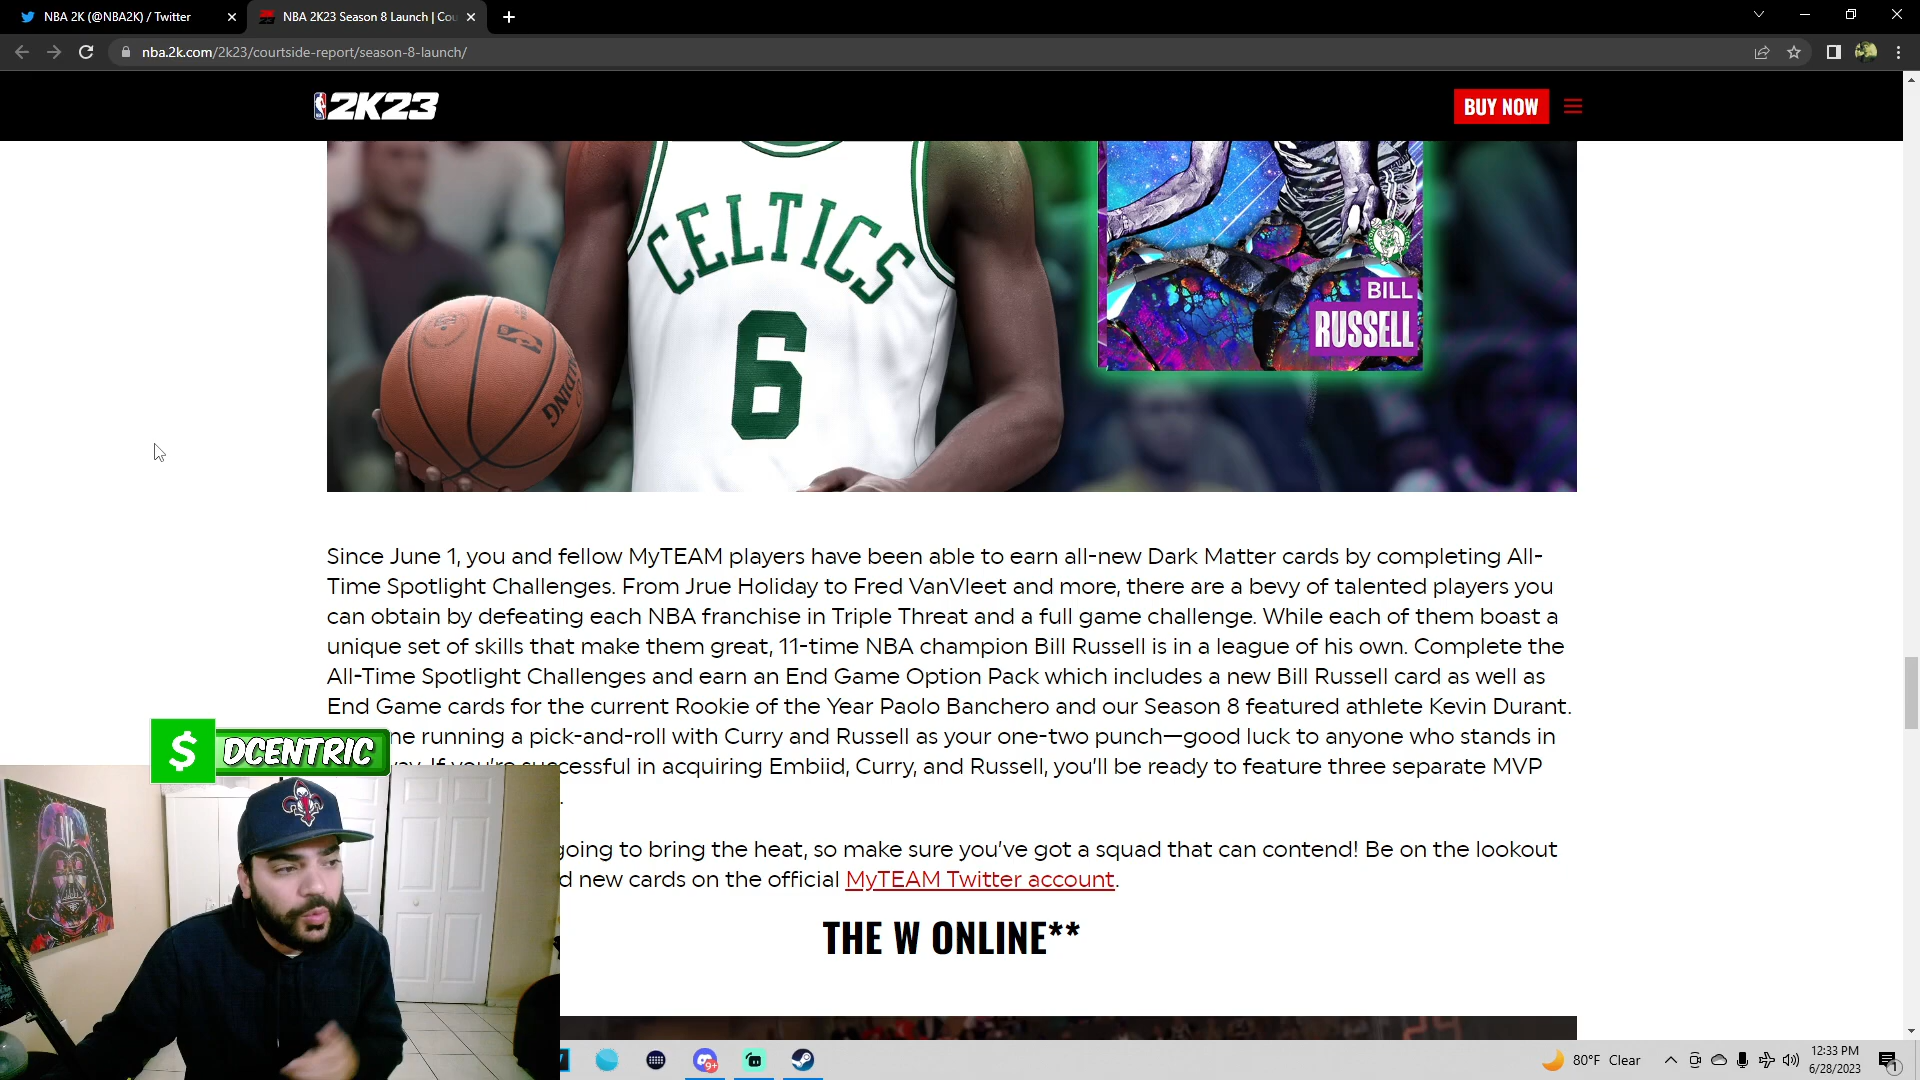 NBA 2K (@NBA2K) / Twitter
NBA 2K23 Season 8 Launch | Cou
nba.2k.com/2k23/courtside-report/season-8-launch/
2K23
BUY NOW
CELTICS
6
BILL
RUSSELL
Since June 1, you and fellow MyTEAM players have been able to earn all-new Dark Matter cards by completing All-
Time Spotlight Challenges. From Jrue Holiday to Fred VanVleet and more, there are a bevy of talented players you
can obtain by defeating each NBA franchise in Triple Threat and a full game challenge. While each of them boast a
unique set of skills that make them great, 11-time NBA champion Bill Russell is in a league of his own. Complete the
All-Time Spotlight Challenges and earn an End Game Option Pack which includes a new Bill Russell card as well as
End Game cards for the current Rookie of the Year Paolo Banchero and our Season 8 featured athlete Kevin Durant.
running a pick-and-roll with Curry and Russell as your one-two punch—good luck to anyone who stands in
If you're successful in acquiring Embiid, Curry, and Russell, you'll be ready to feature three separate MVP
$ DCENTRIC
going to bring the heat, so make sure you've got a squad that can contend! Be on the lookout
new cards on the official MyTEAM Twitter account.
THE W ONLINE**
9+
80°F Clear
12:33 PM
6/28/2023
1